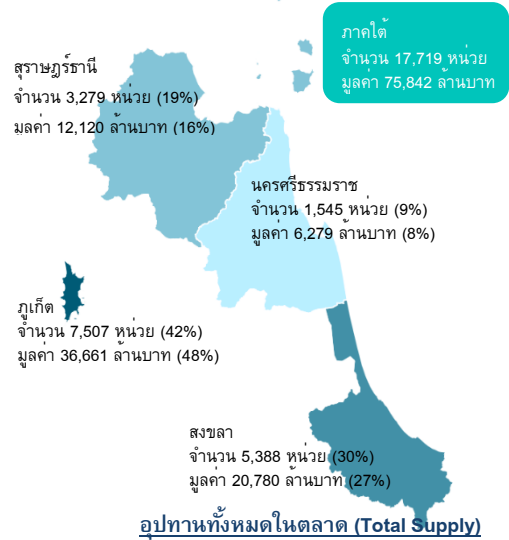 ภาคใต้
จำนวน 17,719 หน่วย
มูลค่า 75,842 ล้านบาท
สุราษฎร์ธานี
จำนวน 3,279 หน่วย (19%)
มูลค่า 12,120 ล้านบาท (16%)
นครศรีธรรมราช
จำนวน 1,545 หน่วย (9%)
มูลค่า 6,279 ล้านบาท (8%)
ภูเก็ต
จำนวน 7,507 หน่วย (42%)
มูลค่า 36,661 ล้านบาท (48%)
สงขลา
จำนวน 5,388 หน่วย (30%)
มูลค่า 20,780 ล้านบาท (27%)
อุปทานทั้งหมดในตลาด (Total Supply)